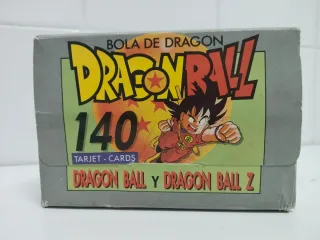 BOLA DE DRAGON
DRAGON BALL
140
TARJET - CARDS
DRAGON BALL Y DRAGON BALL Z